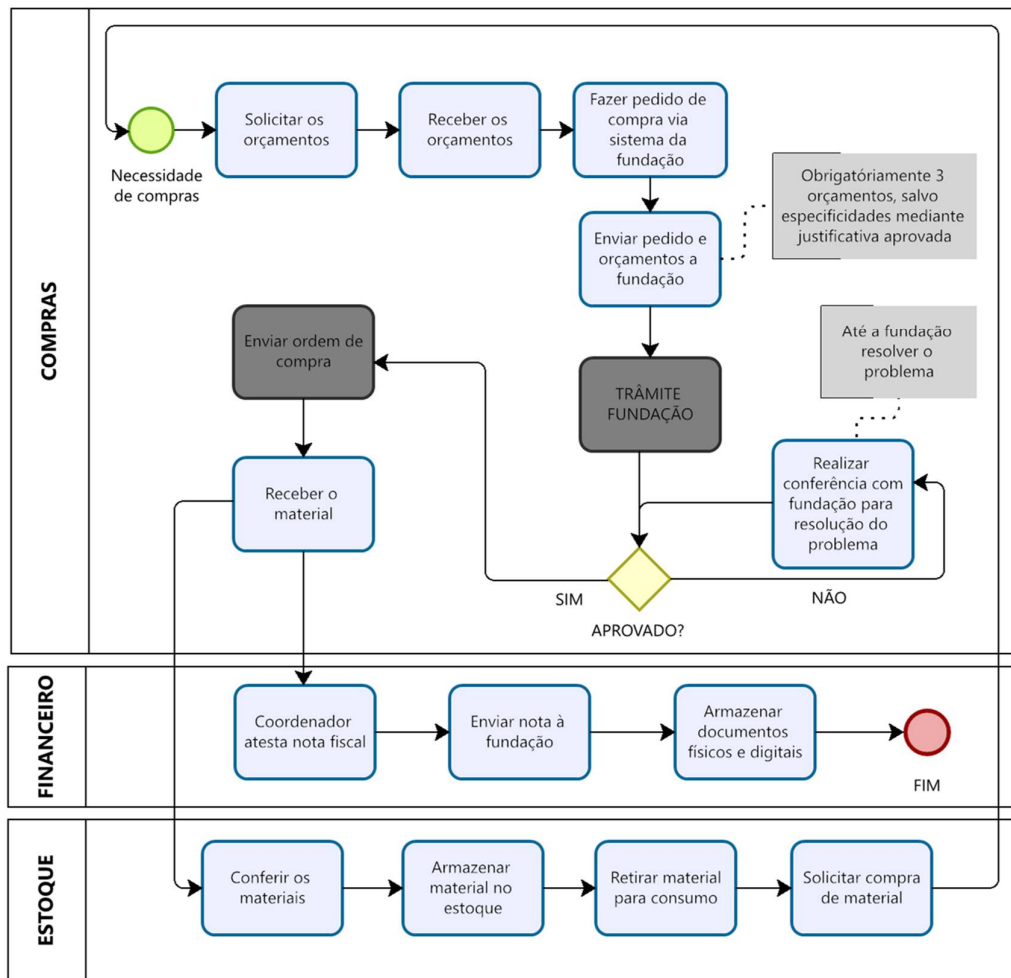 COMPRAS
Necessidade
de compras
Solicitar os
orçamentos
Receber os
orçamentos
Fazer pedido de
compra via
sistema da
fundação
Obrigatóriamente 3
orçamentos, salvo
especificidades mediante
justificativa aprovada
Enviar pedido e
orçamentos a
fundação
Enviar ordem de
compra
Até a fundação
resolver o
problema
TRÂMITE
FUNDAÇÃO
Receber o
material
Realizar
conferência com
fundação para
resolução do
problema
SIM
NÃO
APROVADO?
FINANCEIRO
Coordenador
atesta nota fiscal
Enviar nota à
fundação
Armazenar
documentos
físicos e digitais
FIM
ESTOQUE
Conferir os
materiais
Armazenar
material no
estoque
Retirar material
para consumo
Solicitar compra
de material